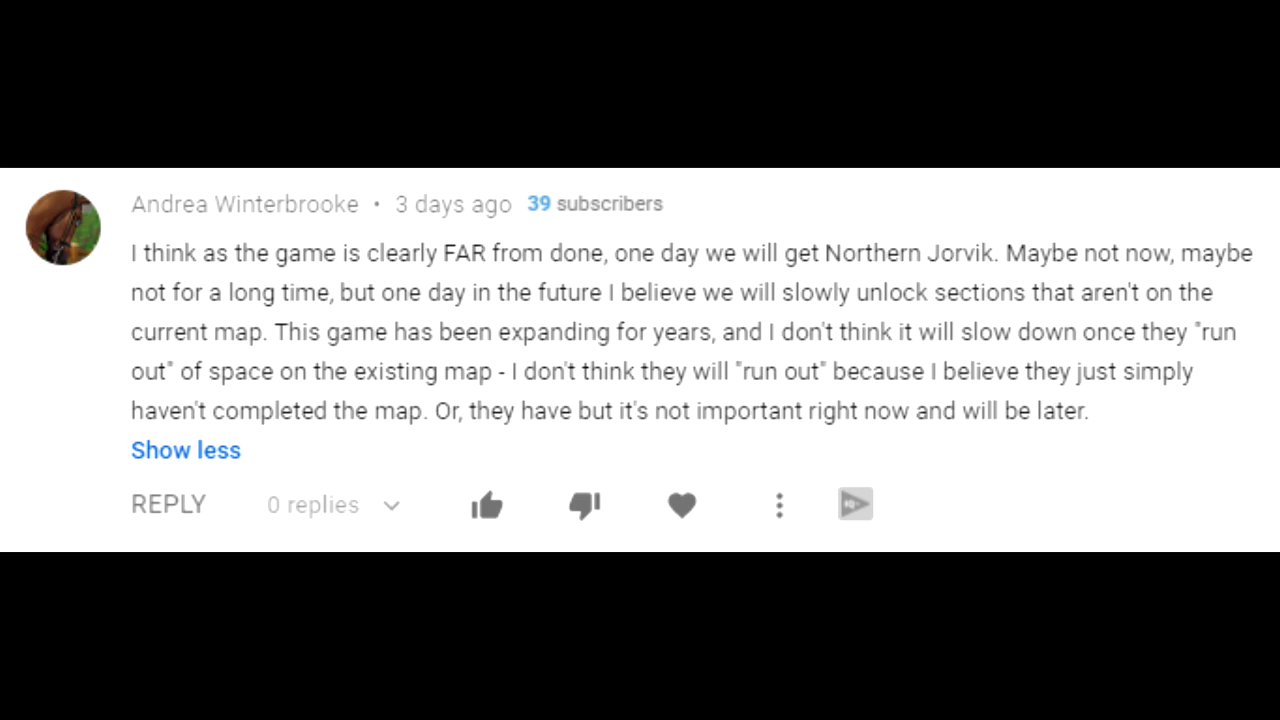 Andrea Winterbrooke • 3 days ago 39 subscribers
I think as the game is clearly FAR from done, one day we will get Northern Jorvik. Maybe not now, maybe
not for a long time, but one day in the future I believe we will slowly unlock sections that aren't on the
current map. This game has been expanding for years, and I don't think it will slow down once they "run
out" of space on the existing map - I don't think they will "run out" because I believe they just simply
haven't completed the map. Or, they have but it's not important right now and will be later.
Show less
REPLY 0 replies